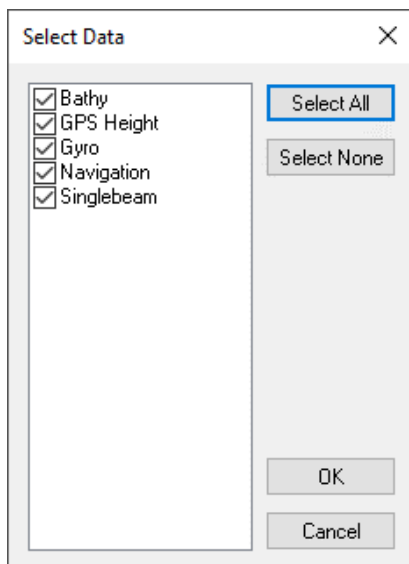 Select Data
Bathy
GPS Height
Gyro
Navigation
Singlebeam
Select All
Select None
OK
Cancel